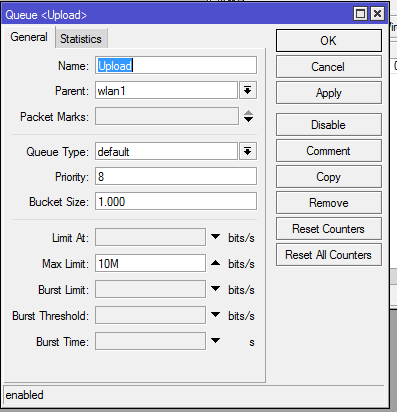 Queue <Upload>
General Statistics
OK
Name: Upload
Cancel
Parent: wlan1
Apply
Packet Marks:
Disable
Queue Type: default
Comment
Priority: 8
Copy
Bucket Size: 1.000
Remove
Limit At: bits/s
Reset Counters
Max Limit: 10M bits/s
Reset All Counters
Burst Limit: bits/s
Burst Threshold: bits/s
Burst Time: s
enabled